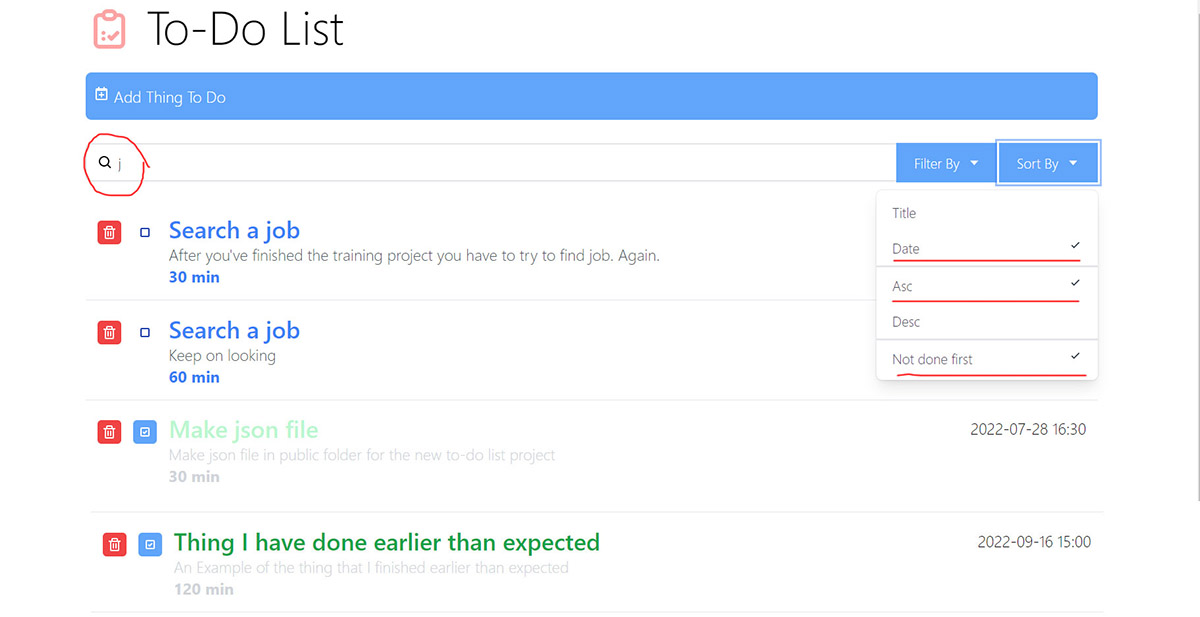 To-Do List
Add Thing To Do
j
Filter By
Sort By
Title
Date
Asc
Desc
Not done first
Search a job
After you've finished the training project you have to try to find job. Again.
30 min
Search a job
Keep on looking
60 min
Make json file
2022-07-28 16:30
Make json file in public folder for the new to-do list project
30 min
Thing I have done earlier than expected
2022-09-16 15:00
An Example of the thing that I finished earlier than expected
120 min